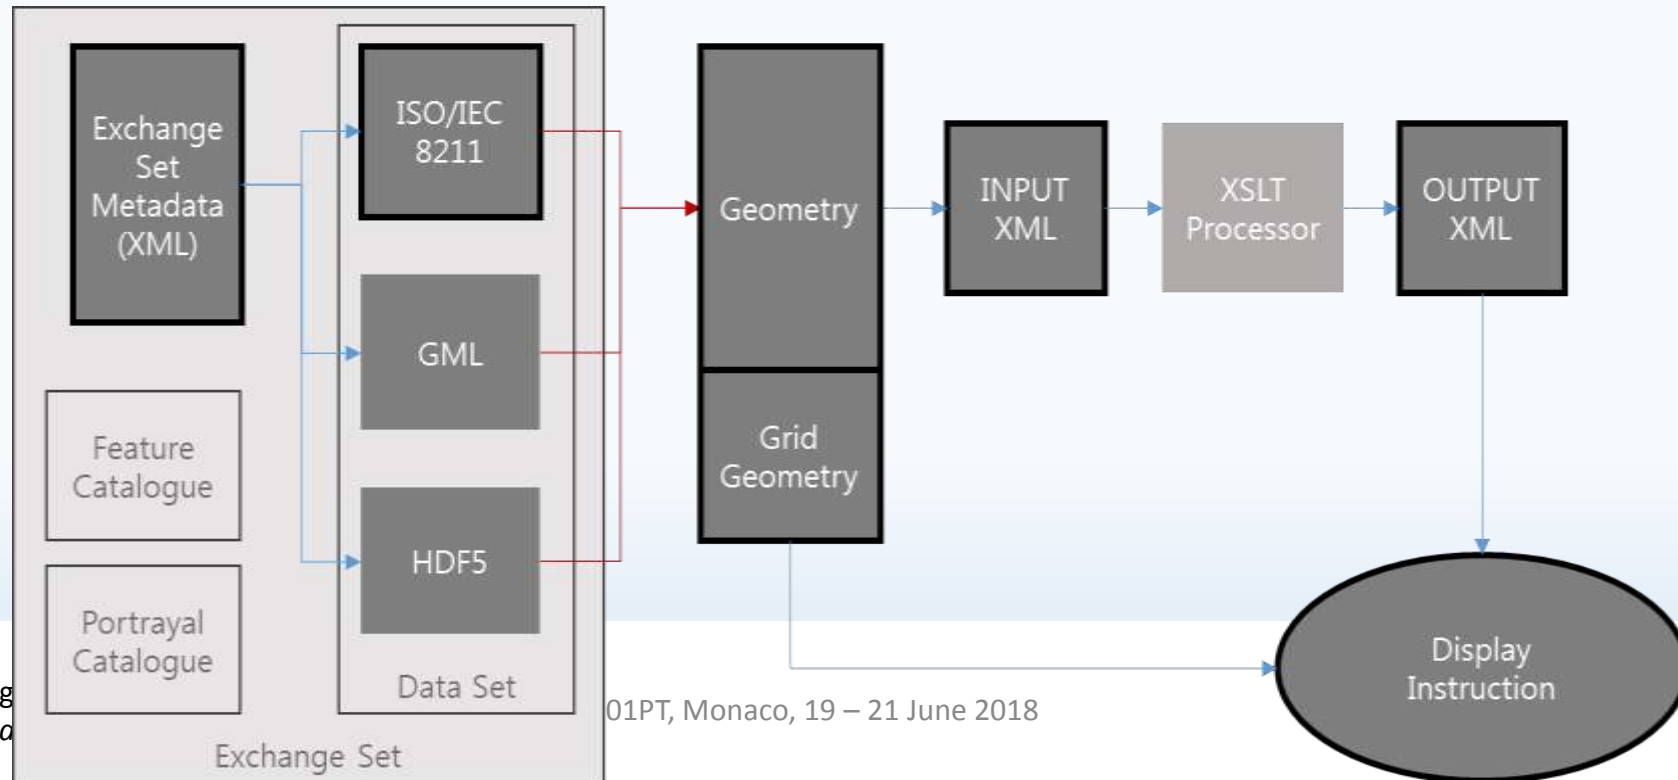 Exchange
Set
Metadata
(XML)
ISO/IEC
8211
GML
HDF5
Feature
Catalogue
Portrayal
Catalogue
Data Set
Exchange Set
Geometry
Grid
Geometry
INPUT
XML
XSLT
Processor
OUTPUT
XML
Display
Instruction
01PT, Monaco, 19 – 21 June 2018